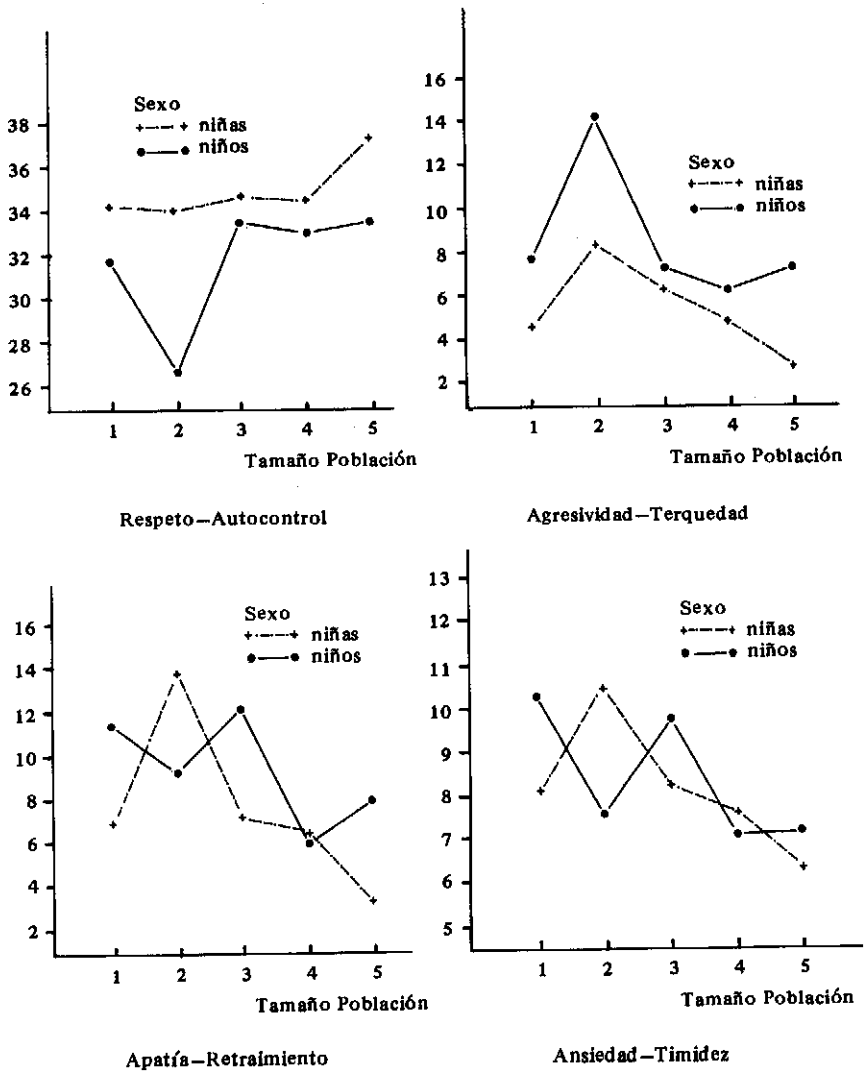 Sexo
niñas
niños
38
36
34
32
30
28
26
1 2 3 4 5
Tamaño Población
Respeto—Autocontrol
16
14
12
10
8
6
4
2
Sexo
niñas
niños
1 2 3 4 5
Tamaño Población
Agresividad—Terquedad
16
14
12
10
8
6
4
2
Sexo
niñas
niños
1 2 3 4 5
Tamaño Población
Apatía—Retraimiento
13
12
11
10
9
8
7
6
5
Sexo
niñas
niños
1 2 3 4 5
Tamaño Población
Ansiedad—Timidez